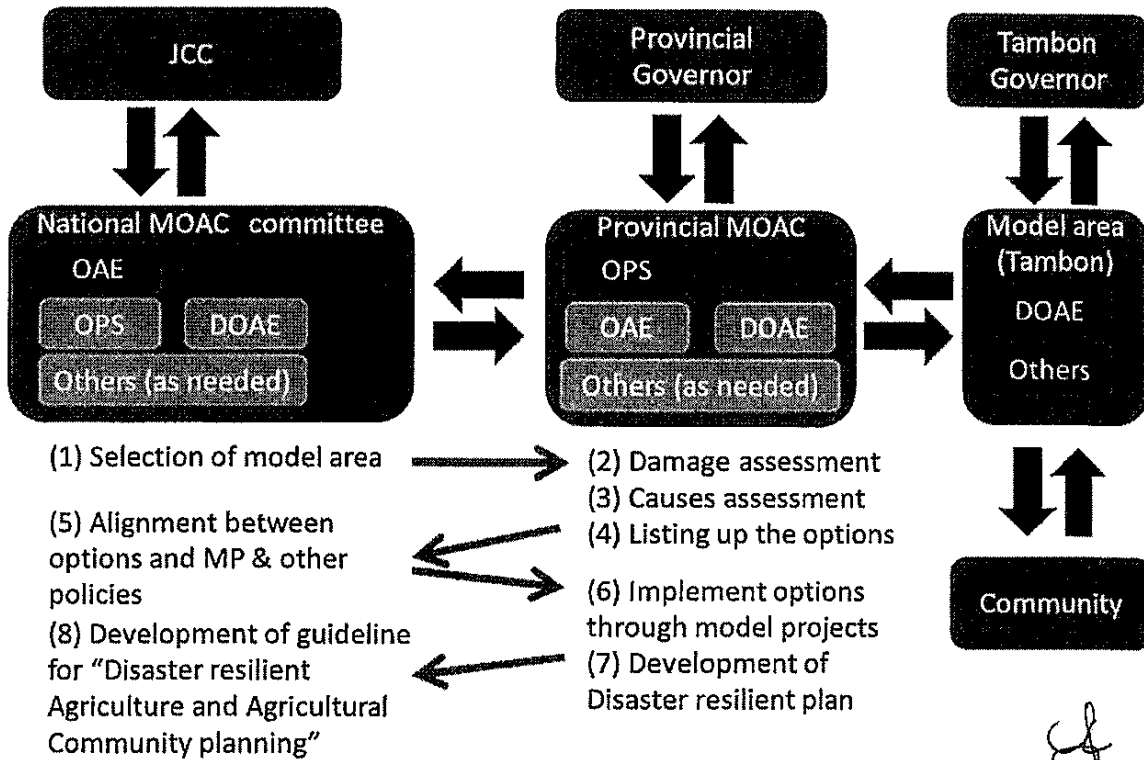 JCC
Provincial
Governor
Tambon
Governor
National MOAC committee
OAE
OPS
DOAE
Others (as needed)
Provincial MOAC
OPS
OAE
DOAE
Others (as needed)
Model area
(Tambon)
DOAE
Others
Community
(1) Selection of model area
(2) Damage assessment
(3) Causes assessment
(4) Listing up the options
(5) Alignment between
options and MP & other
policies
(6) Implement options
through model projects
(7) Development of
Disaster resilient plan
(8) Development of guideline
for “Disaster resilient
Agriculture and Agricultural
Community planning”